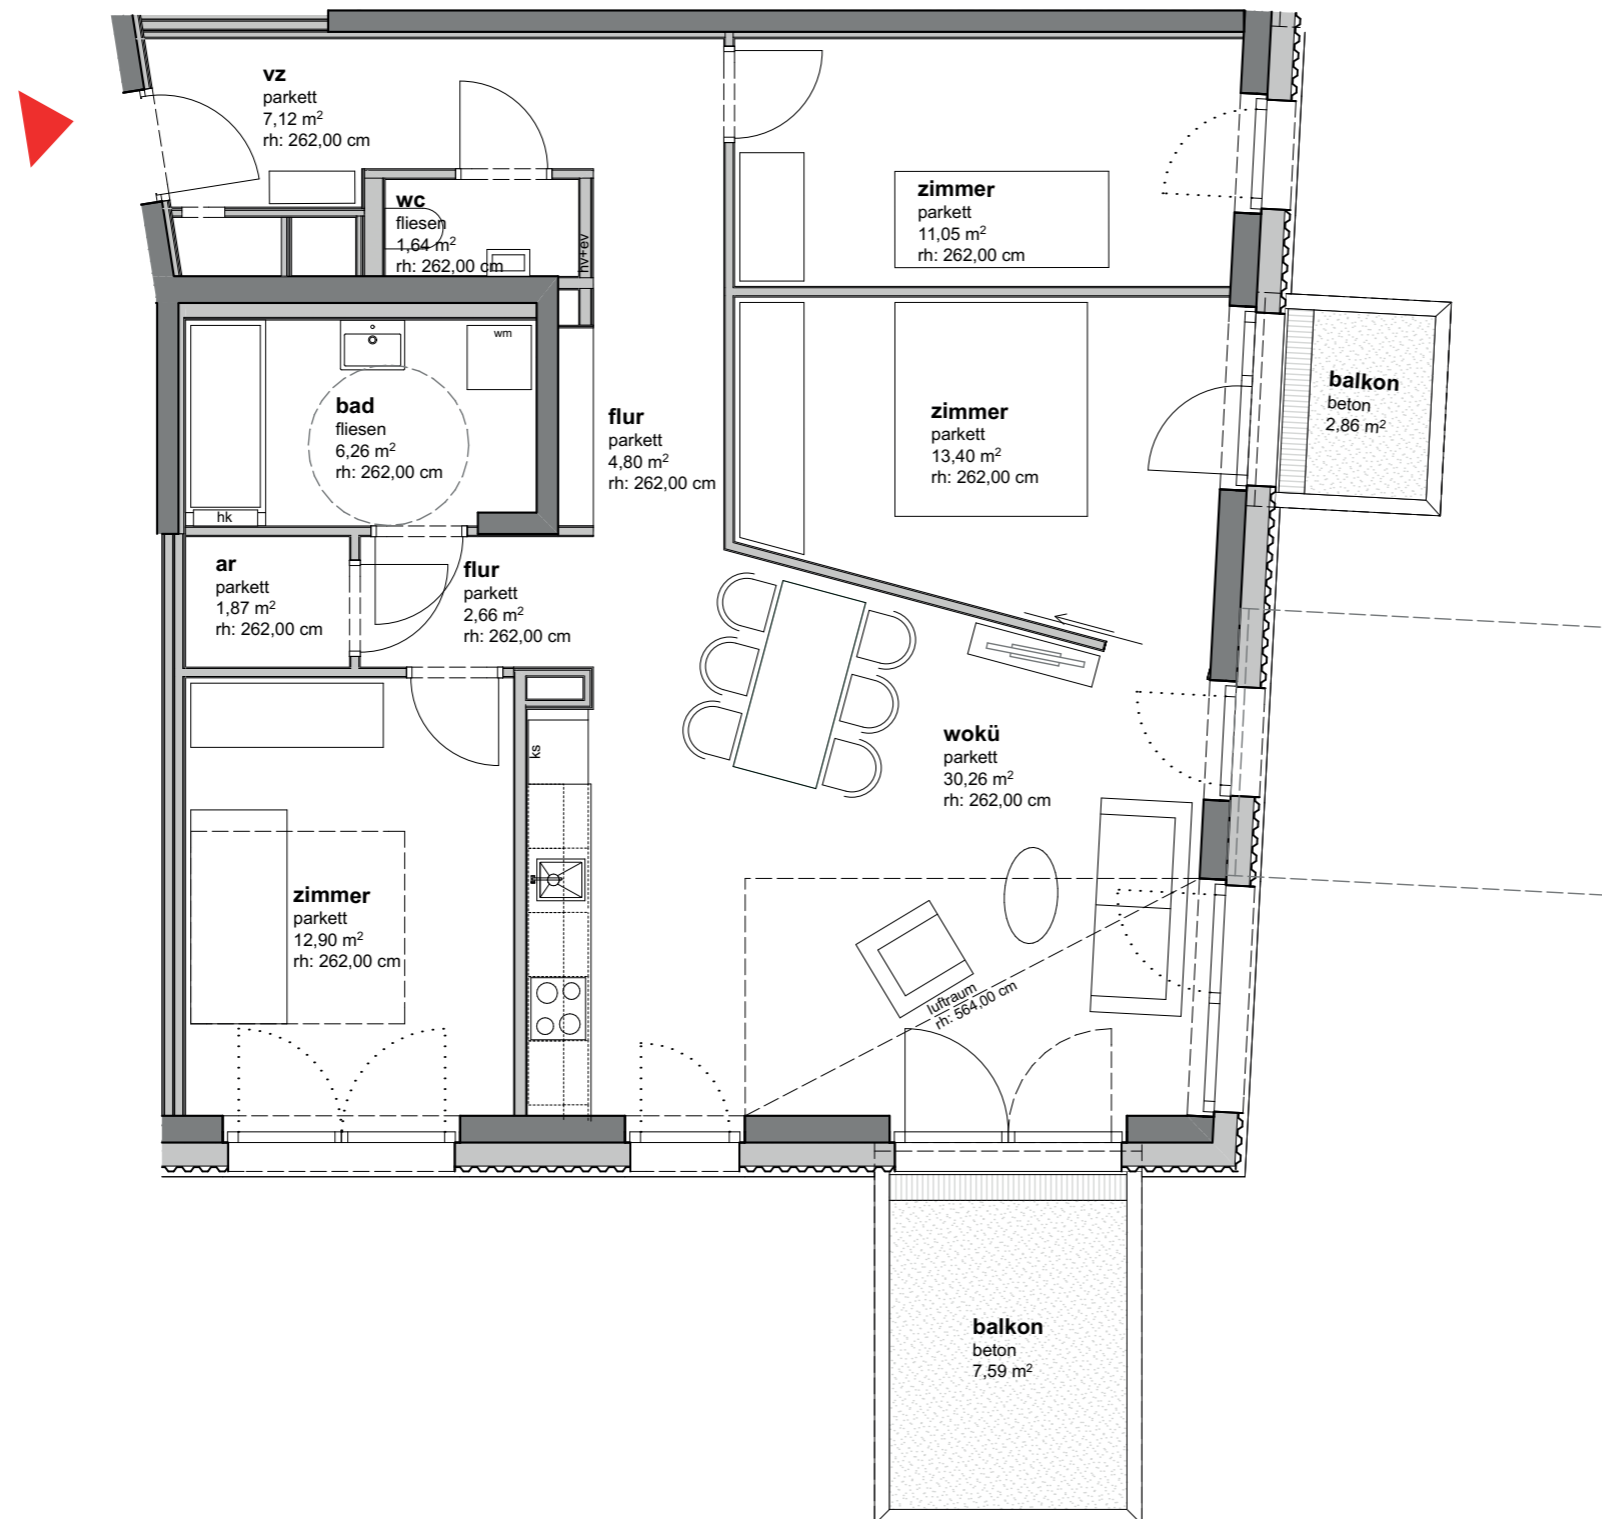 vz
parkett
7,12 m²
rh: 262,00 cm
wc
fliesen
1,64 m²
rh: 262,00 cm
hv+ev
zimmer
parkett
11,05 m²
rh: 262,00 cm
zimmer
parkett
13,40 m²
rh: 262,00 cm
balkon
beton
2,86 m²
wm
bad
fliesen
6,26 m²
rh: 262,00 cm
hk
flur
parkett
4,80 m²
rh: 262,00 cm
ar
parkett
1,87 m²
rh: 262,00 cm
flur
parkett
2,66 m²
rh: 262,00 cm
ks
wokü
parkett
30,26 m²
rh: 262,00 cm
zimmer
parkett
12,90 m²
rh: 262,00 cm
luftraum
rh: 564,00 cm
balkon
beton
7,59 m²